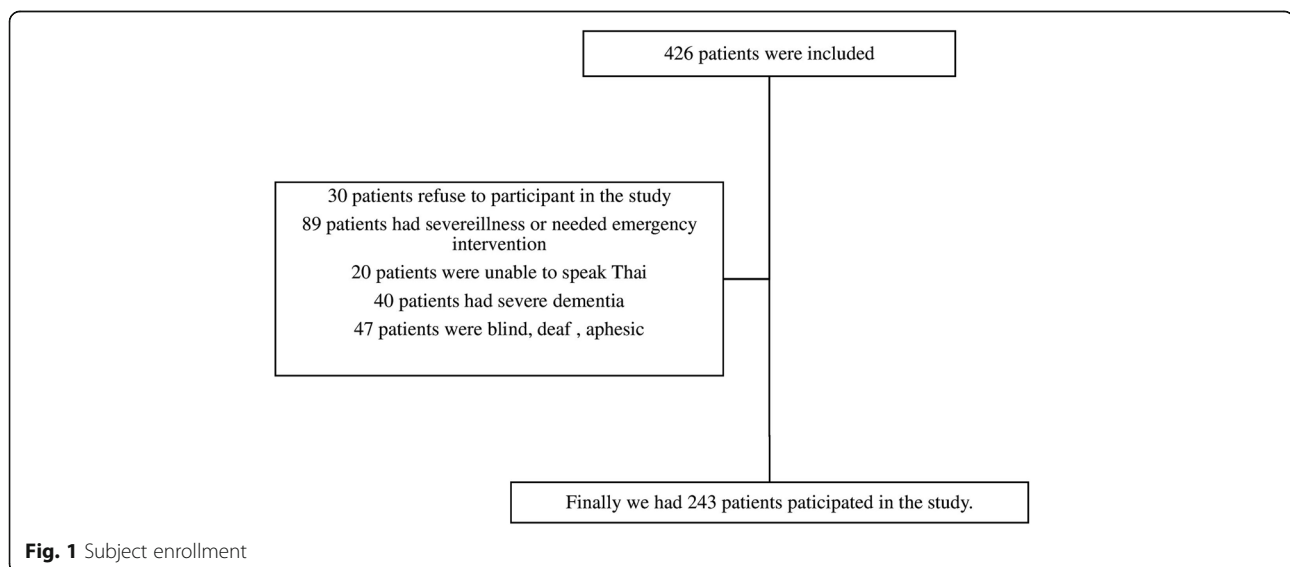 426 patients were included
30 patients refuse to participant in the study
89 patients had severeillness or needed emergency
intervention
20 patients were unable to speak Thai
40 patients had severe dementia
47 patients were blind, deaf , aphesic
Finally we had 243 patients paticipated in the study.
Fig. 1 Subject enrollment